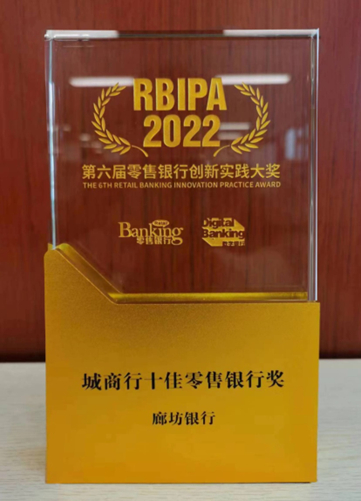 RBIPA
2022
第六届零售银行创新实践大奖
THE 6TH RETAIL BANKING INNOVATION PRACTICE AWARD
Banking
零售银行
Digital
Banking
城商行十佳零售银行奖
廊坊银行